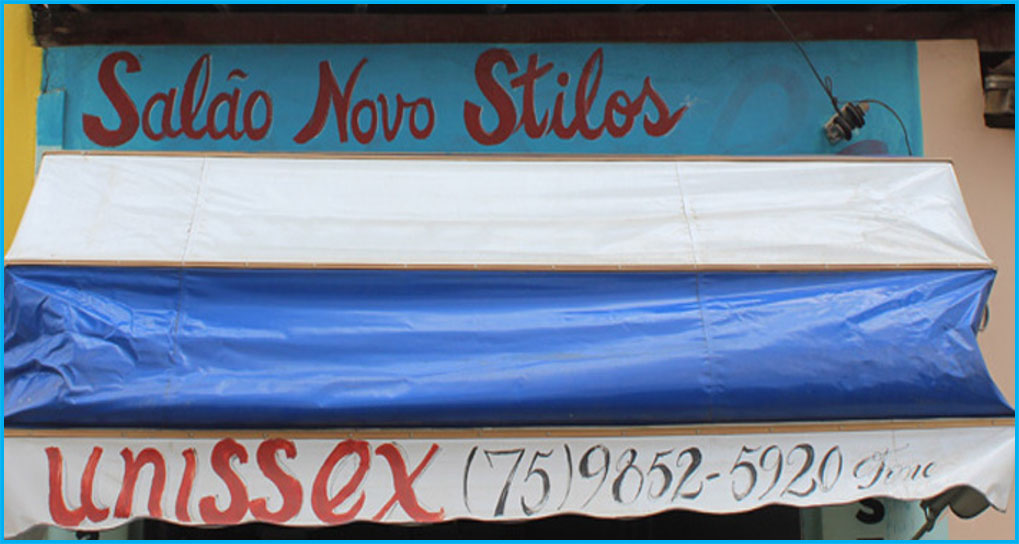 Salão Novo Stilos
unissex (75)9852-5920